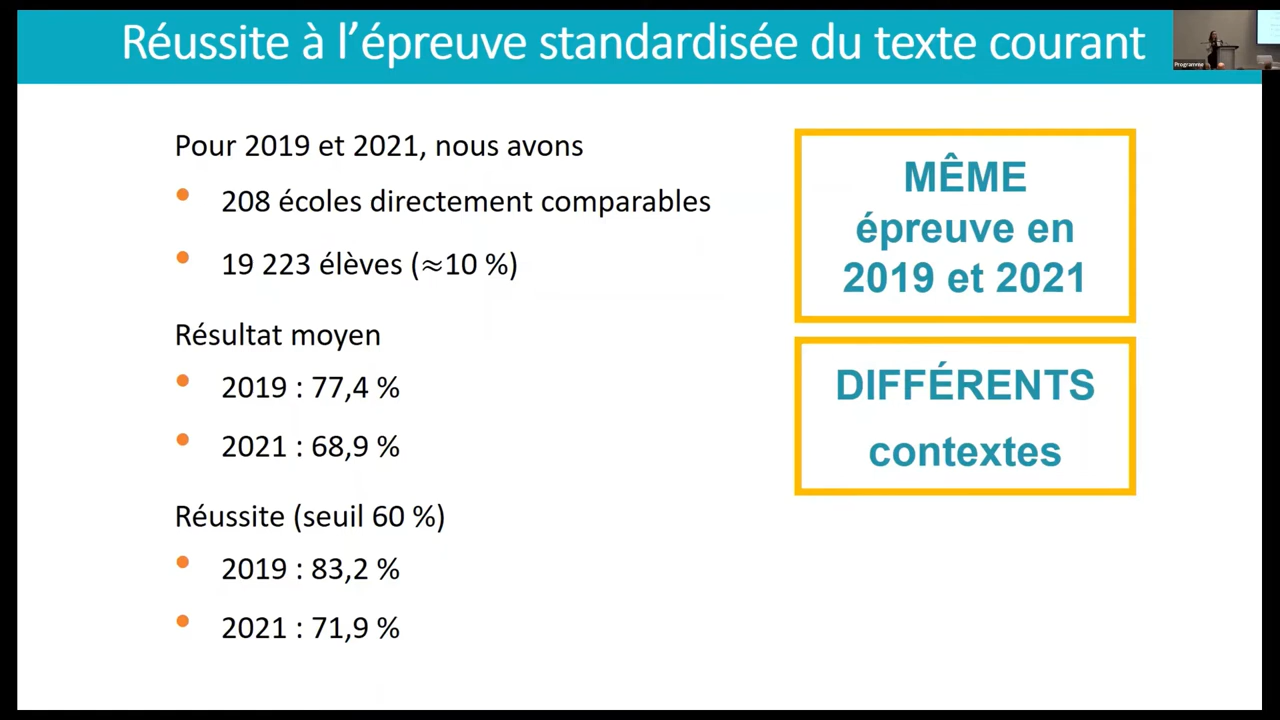 Réussite à l’épreuve standardisée du texte courant
Programme
Pour 2019 et 2021, nous avons
• 208 écoles directement comparables
• 19 223 élèves (≈10 %)
Résultat moyen
• 2019 : 77,4 %
• 2021 : 68,9 %
Réussite (seuil 60 %)
• 2019 : 83,2 %
• 2021 : 71,9 %
MÊME
épreuve en
2019 et 2021
DIFFÉRENTS
contextes